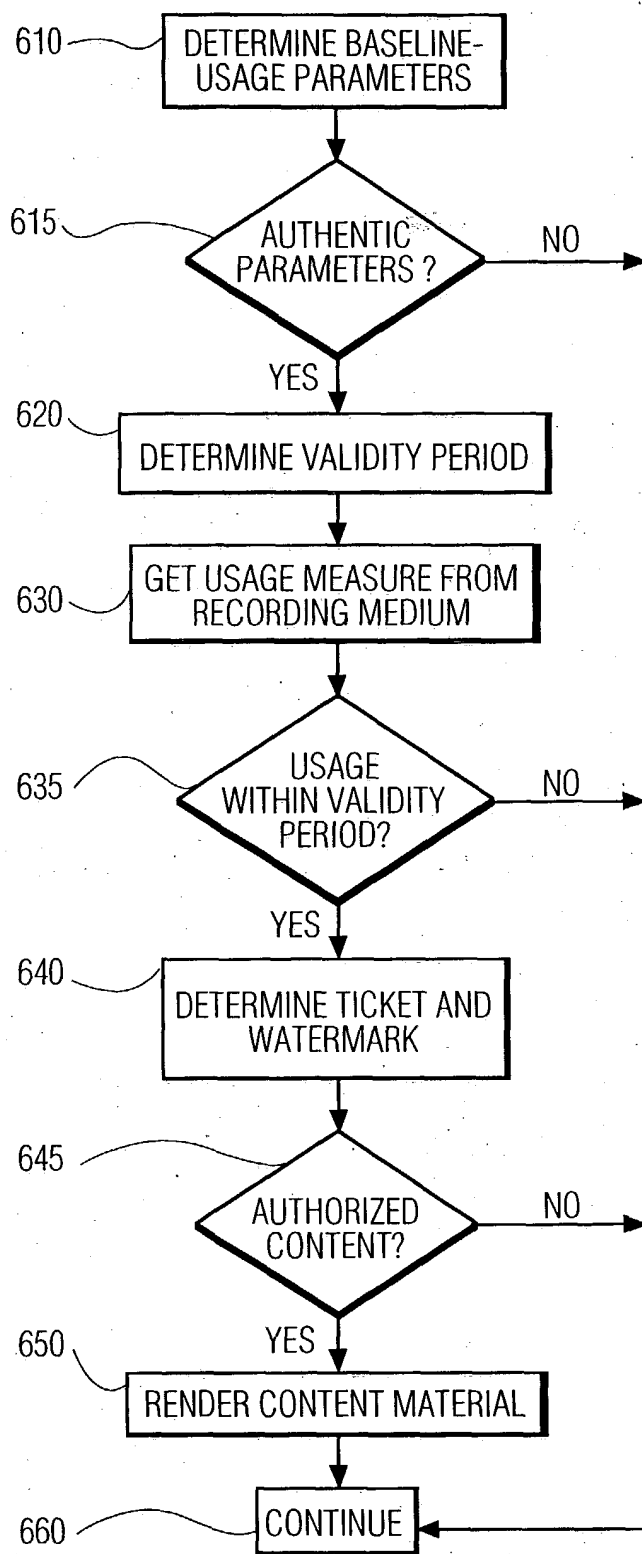 610
DETERMINE BASELINE-
USAGE PARAMETERS
615
AUTHENTIC
PARAMETERS ?
NO
YES
620
DETERMINE VALIDITY PERIOD
630
GET USAGE MEASURE FROM
RECORDING MEDIUM
635
USAGE
WITHIN VALIDITY
PERIOD?
NO
YES
640
DETERMINE TICKET AND
WATERMARK
645
AUTHORIZED
CONTENT?
NO
YES
650
RENDER CONTENT MATERIAL
660
CONTINUE